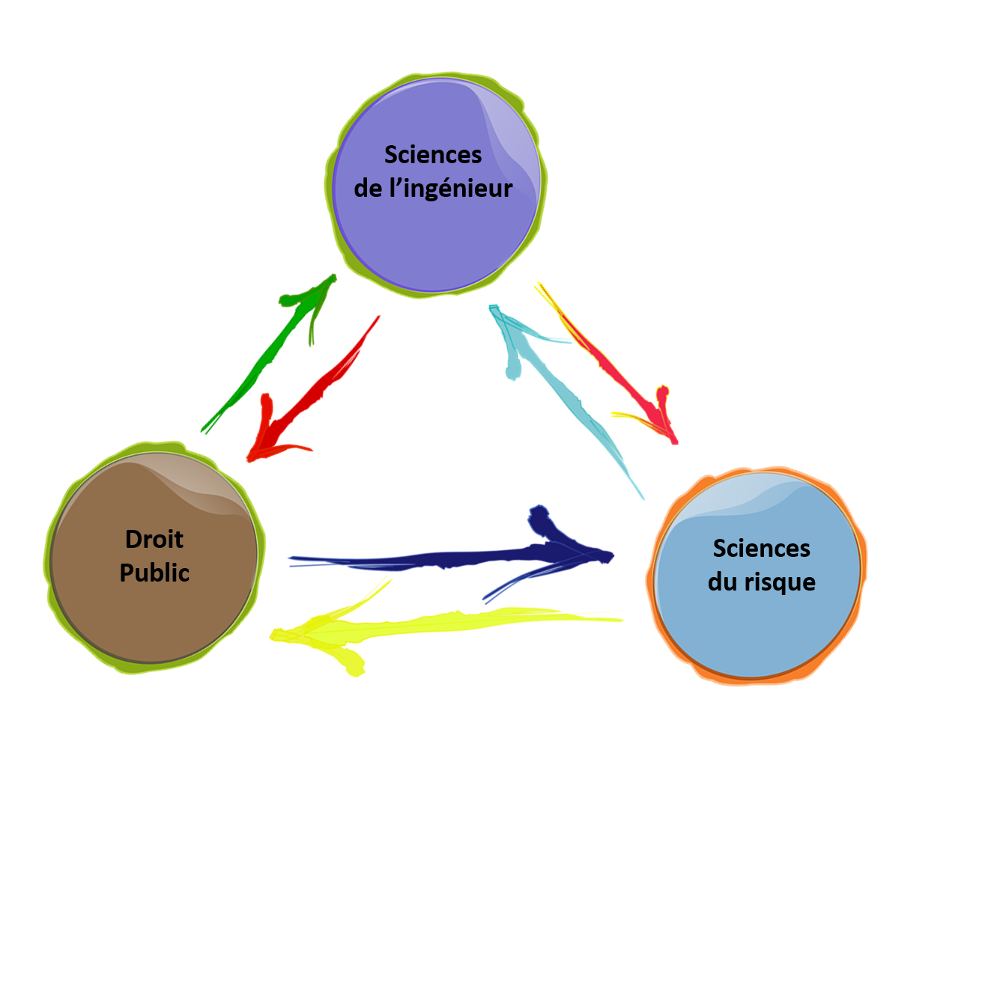 Sciences
de l’ingénieur
Droit
Public
Sciences
du risque